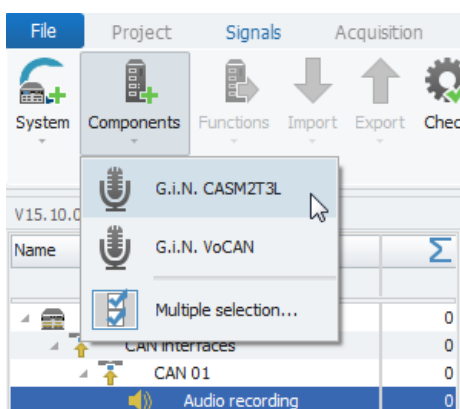 File Project Signals Acquisition
System Components Functions Import Export Chec
G.i.N. CASM2T3L
V15.10.0
G.i.N. VoCAN
Name Σ
Multiple selection...
0
CAN interfaces 0
CAN 01 0
Audio recording 0